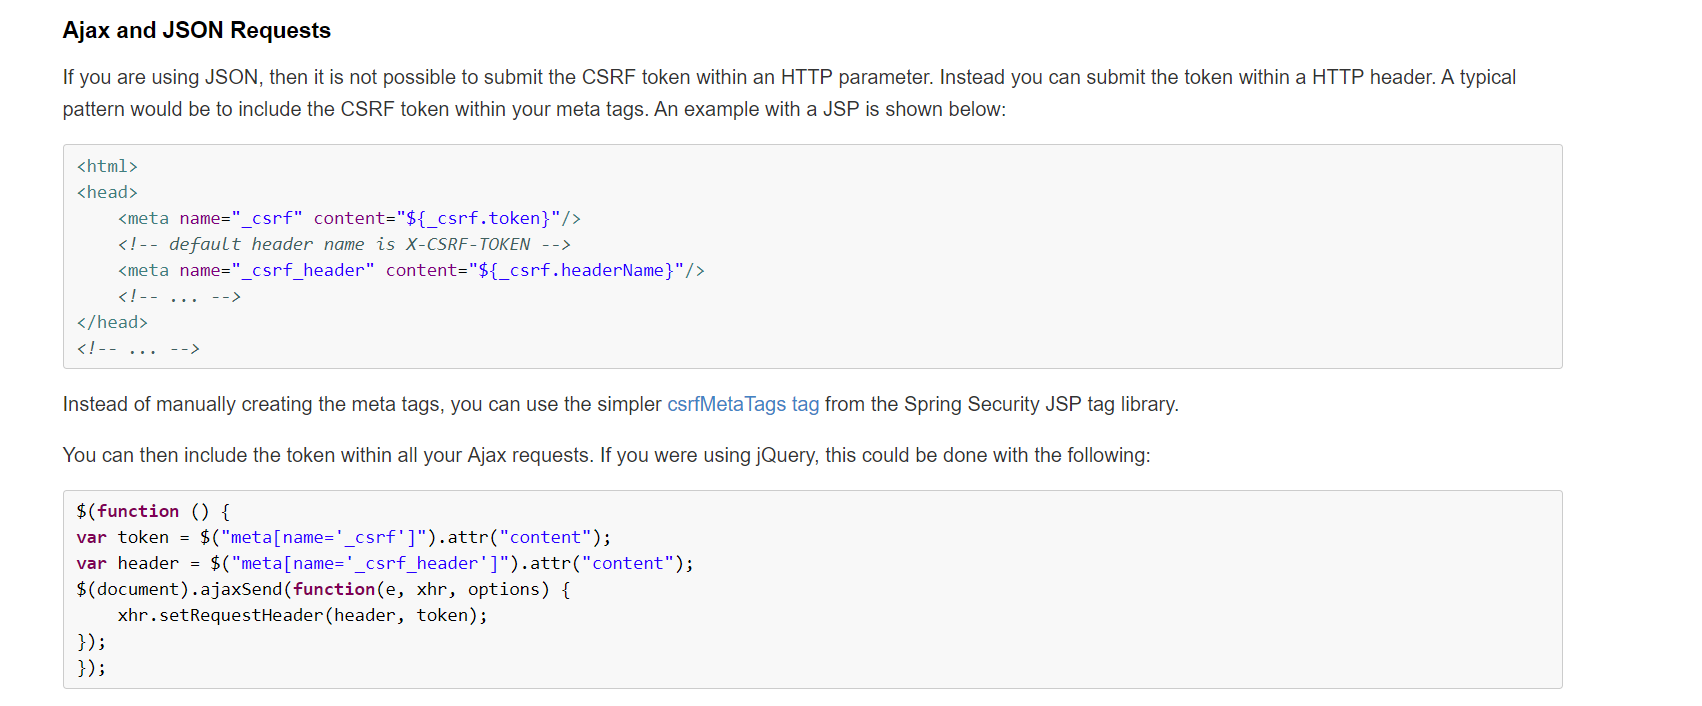 Ajax and JSON Requests
If you are using JSON, then it is not possible to submit the CSRF token within an HTTP parameter. Instead you can submit the token within a HTTP header. A typical
pattern would be to include the CSRF token within your meta tags. An example with a JSP is shown below:
<html>
<head>
    <meta name="_csrf" content="${_csrf.token}"/>
    <!-- default header name is X-CSRF-TOKEN -->
    <meta name="_csrf_header" content="${_csrf.headerName}"/>
    <!-- ... -->
</head>
<!-- ... -->
Instead of manually creating the meta tags, you can use the simpler csrfMetaTags tag from the Spring Security JSP tag library.
You can then include the token within all your Ajax requests. If you were using jQuery, this could be done with the following:
$(function () {
var token = $("meta[name='_csrf']").attr("content");
var header = $("meta[name='_csrf_header']").attr("content");
$(document).ajaxSend(function(e, xhr, options) {
    xhr.setRequestHeader(header, token);
});
});